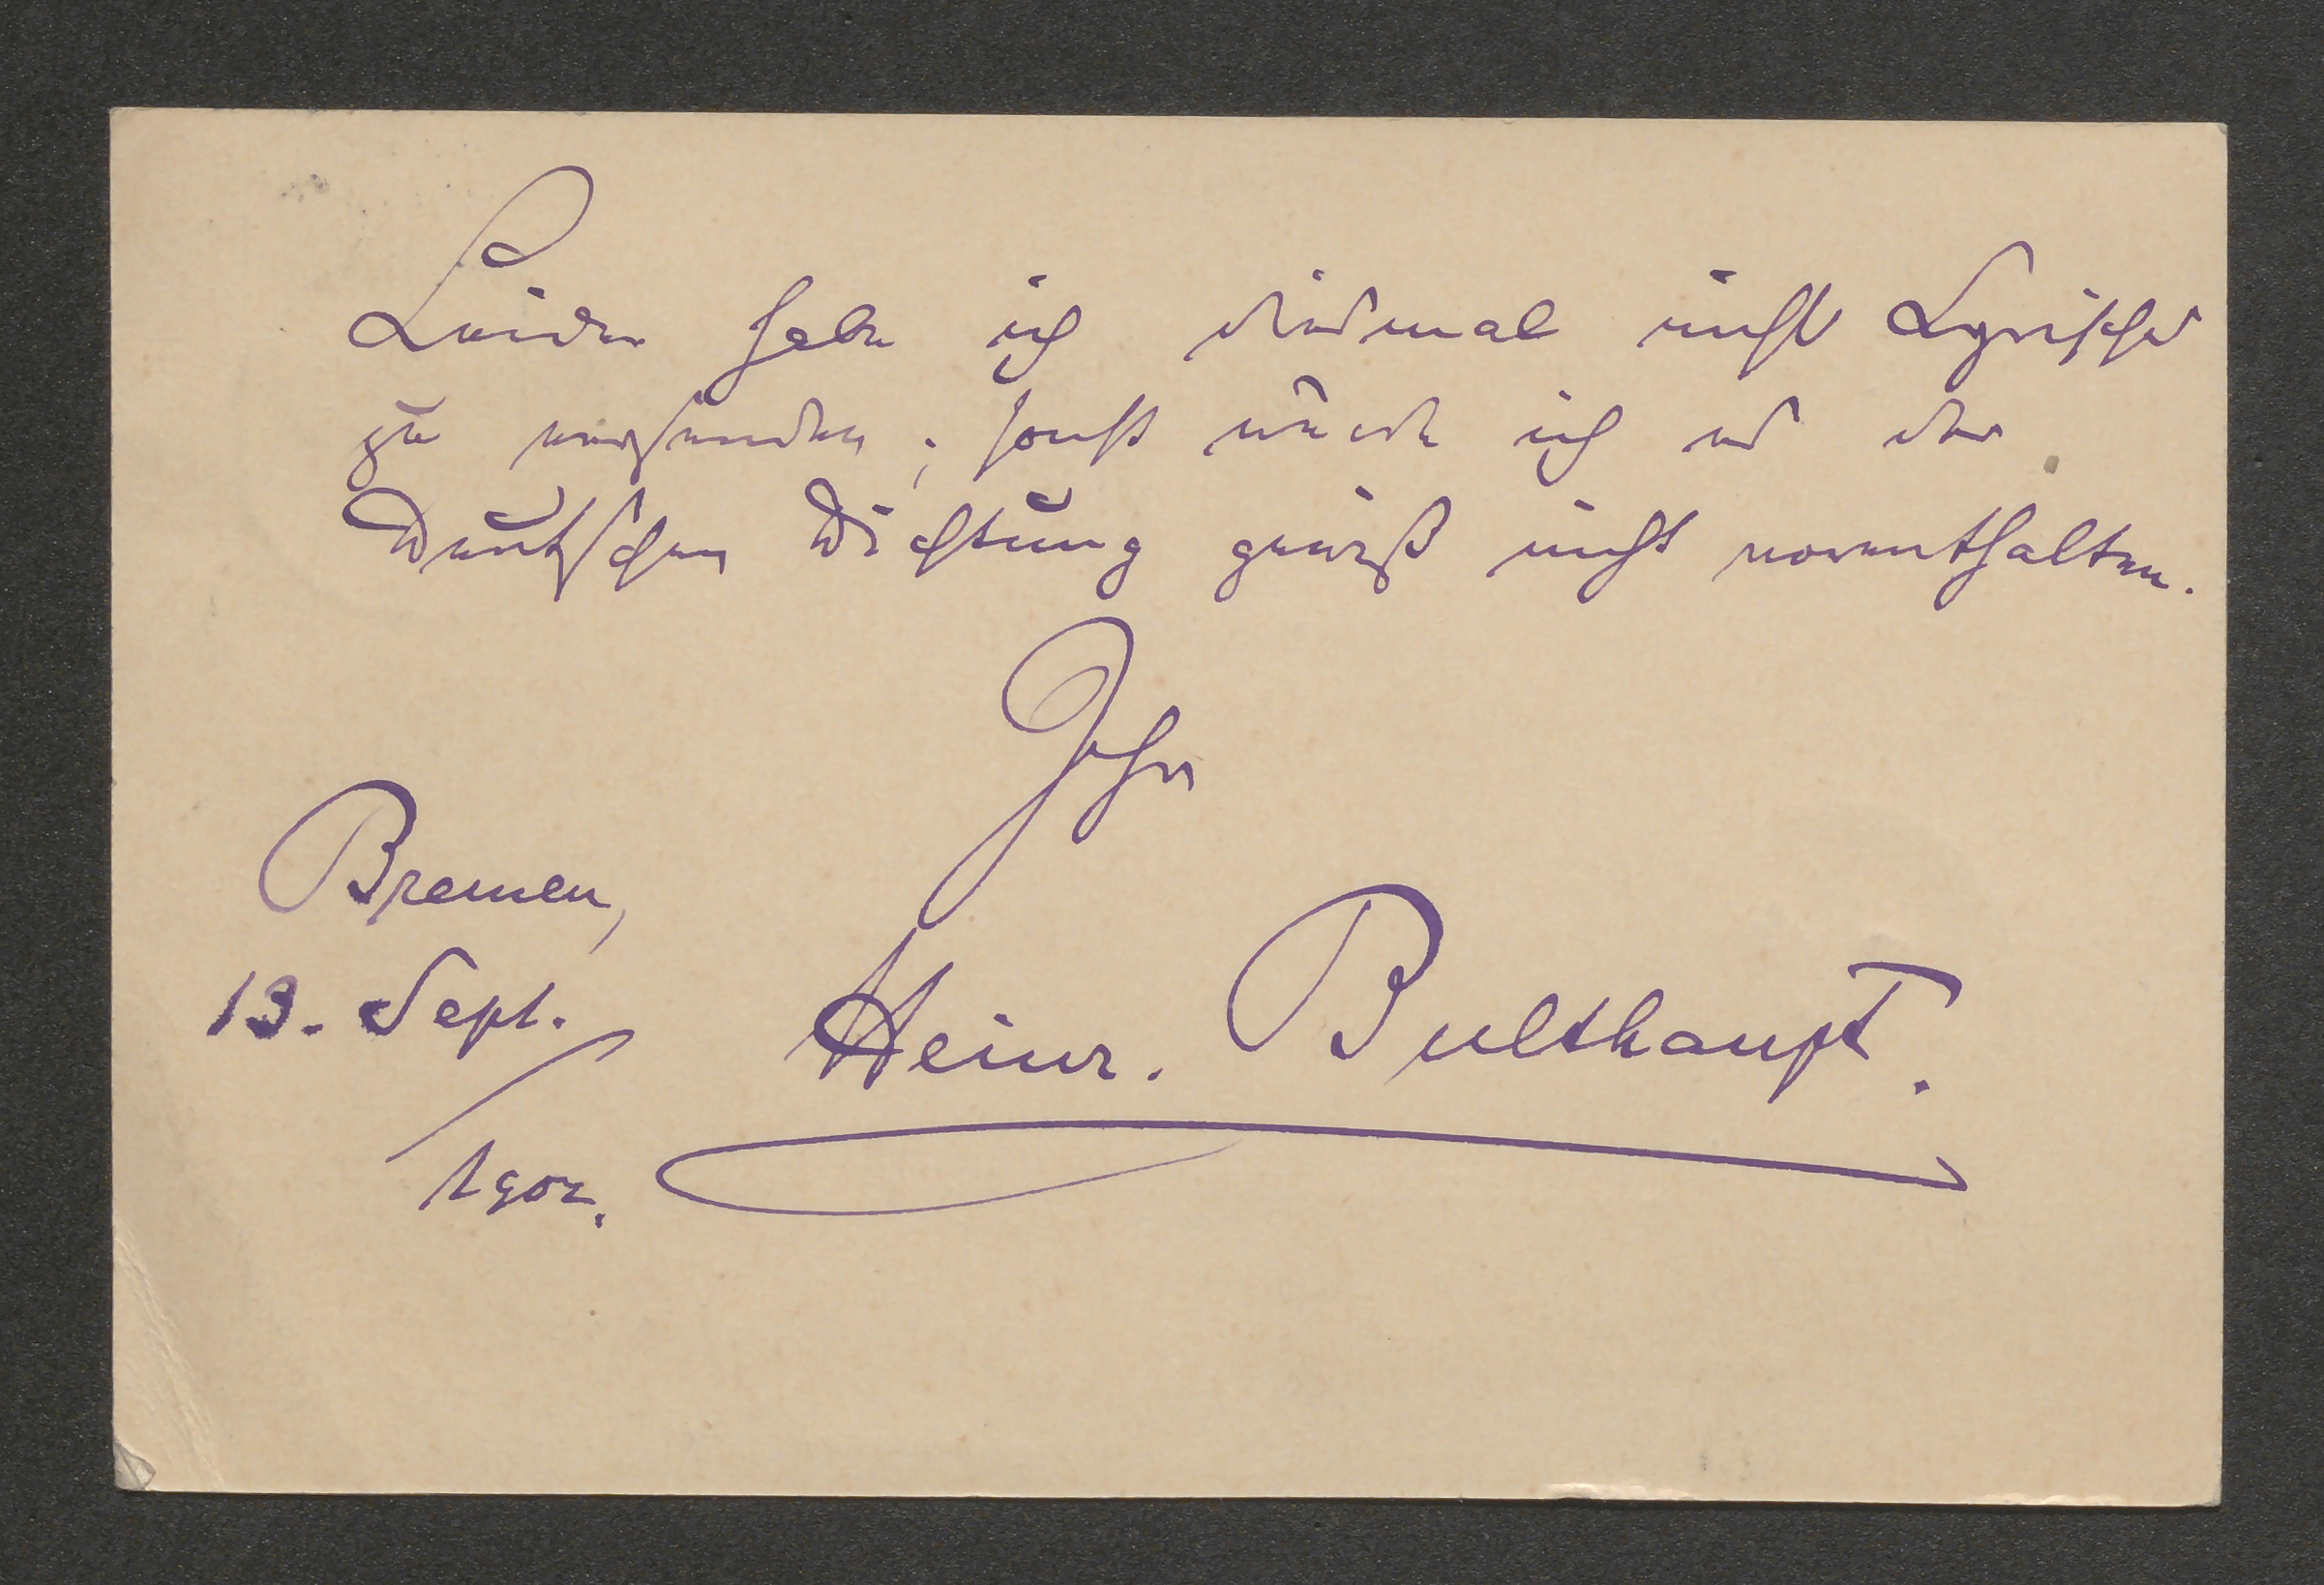 Leider habe ich diesmal nichts Lyrisches
zu versenden; sonst würde ich es der
Deutschen Dichtung gewiß nicht vorenthalten.
Ihr
Bremen,
13. Sept.
Heinr. Bulthaupt.
1902.